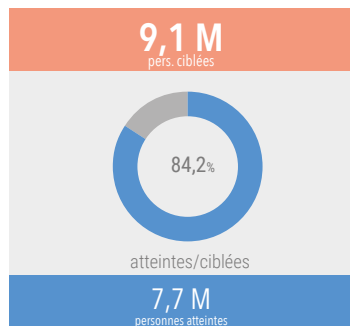 9,1 M
pers. ciblées
84,2%
atteintes/ciblées
7,7 M
personnes atteintes